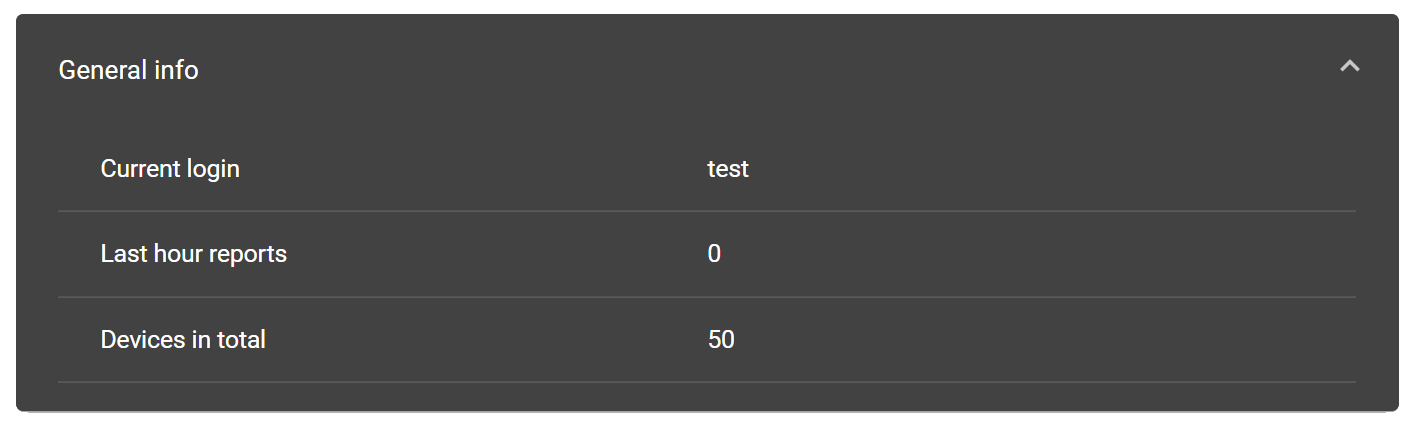 General info
Current login test
Last hour reports 0
Devices in total 50